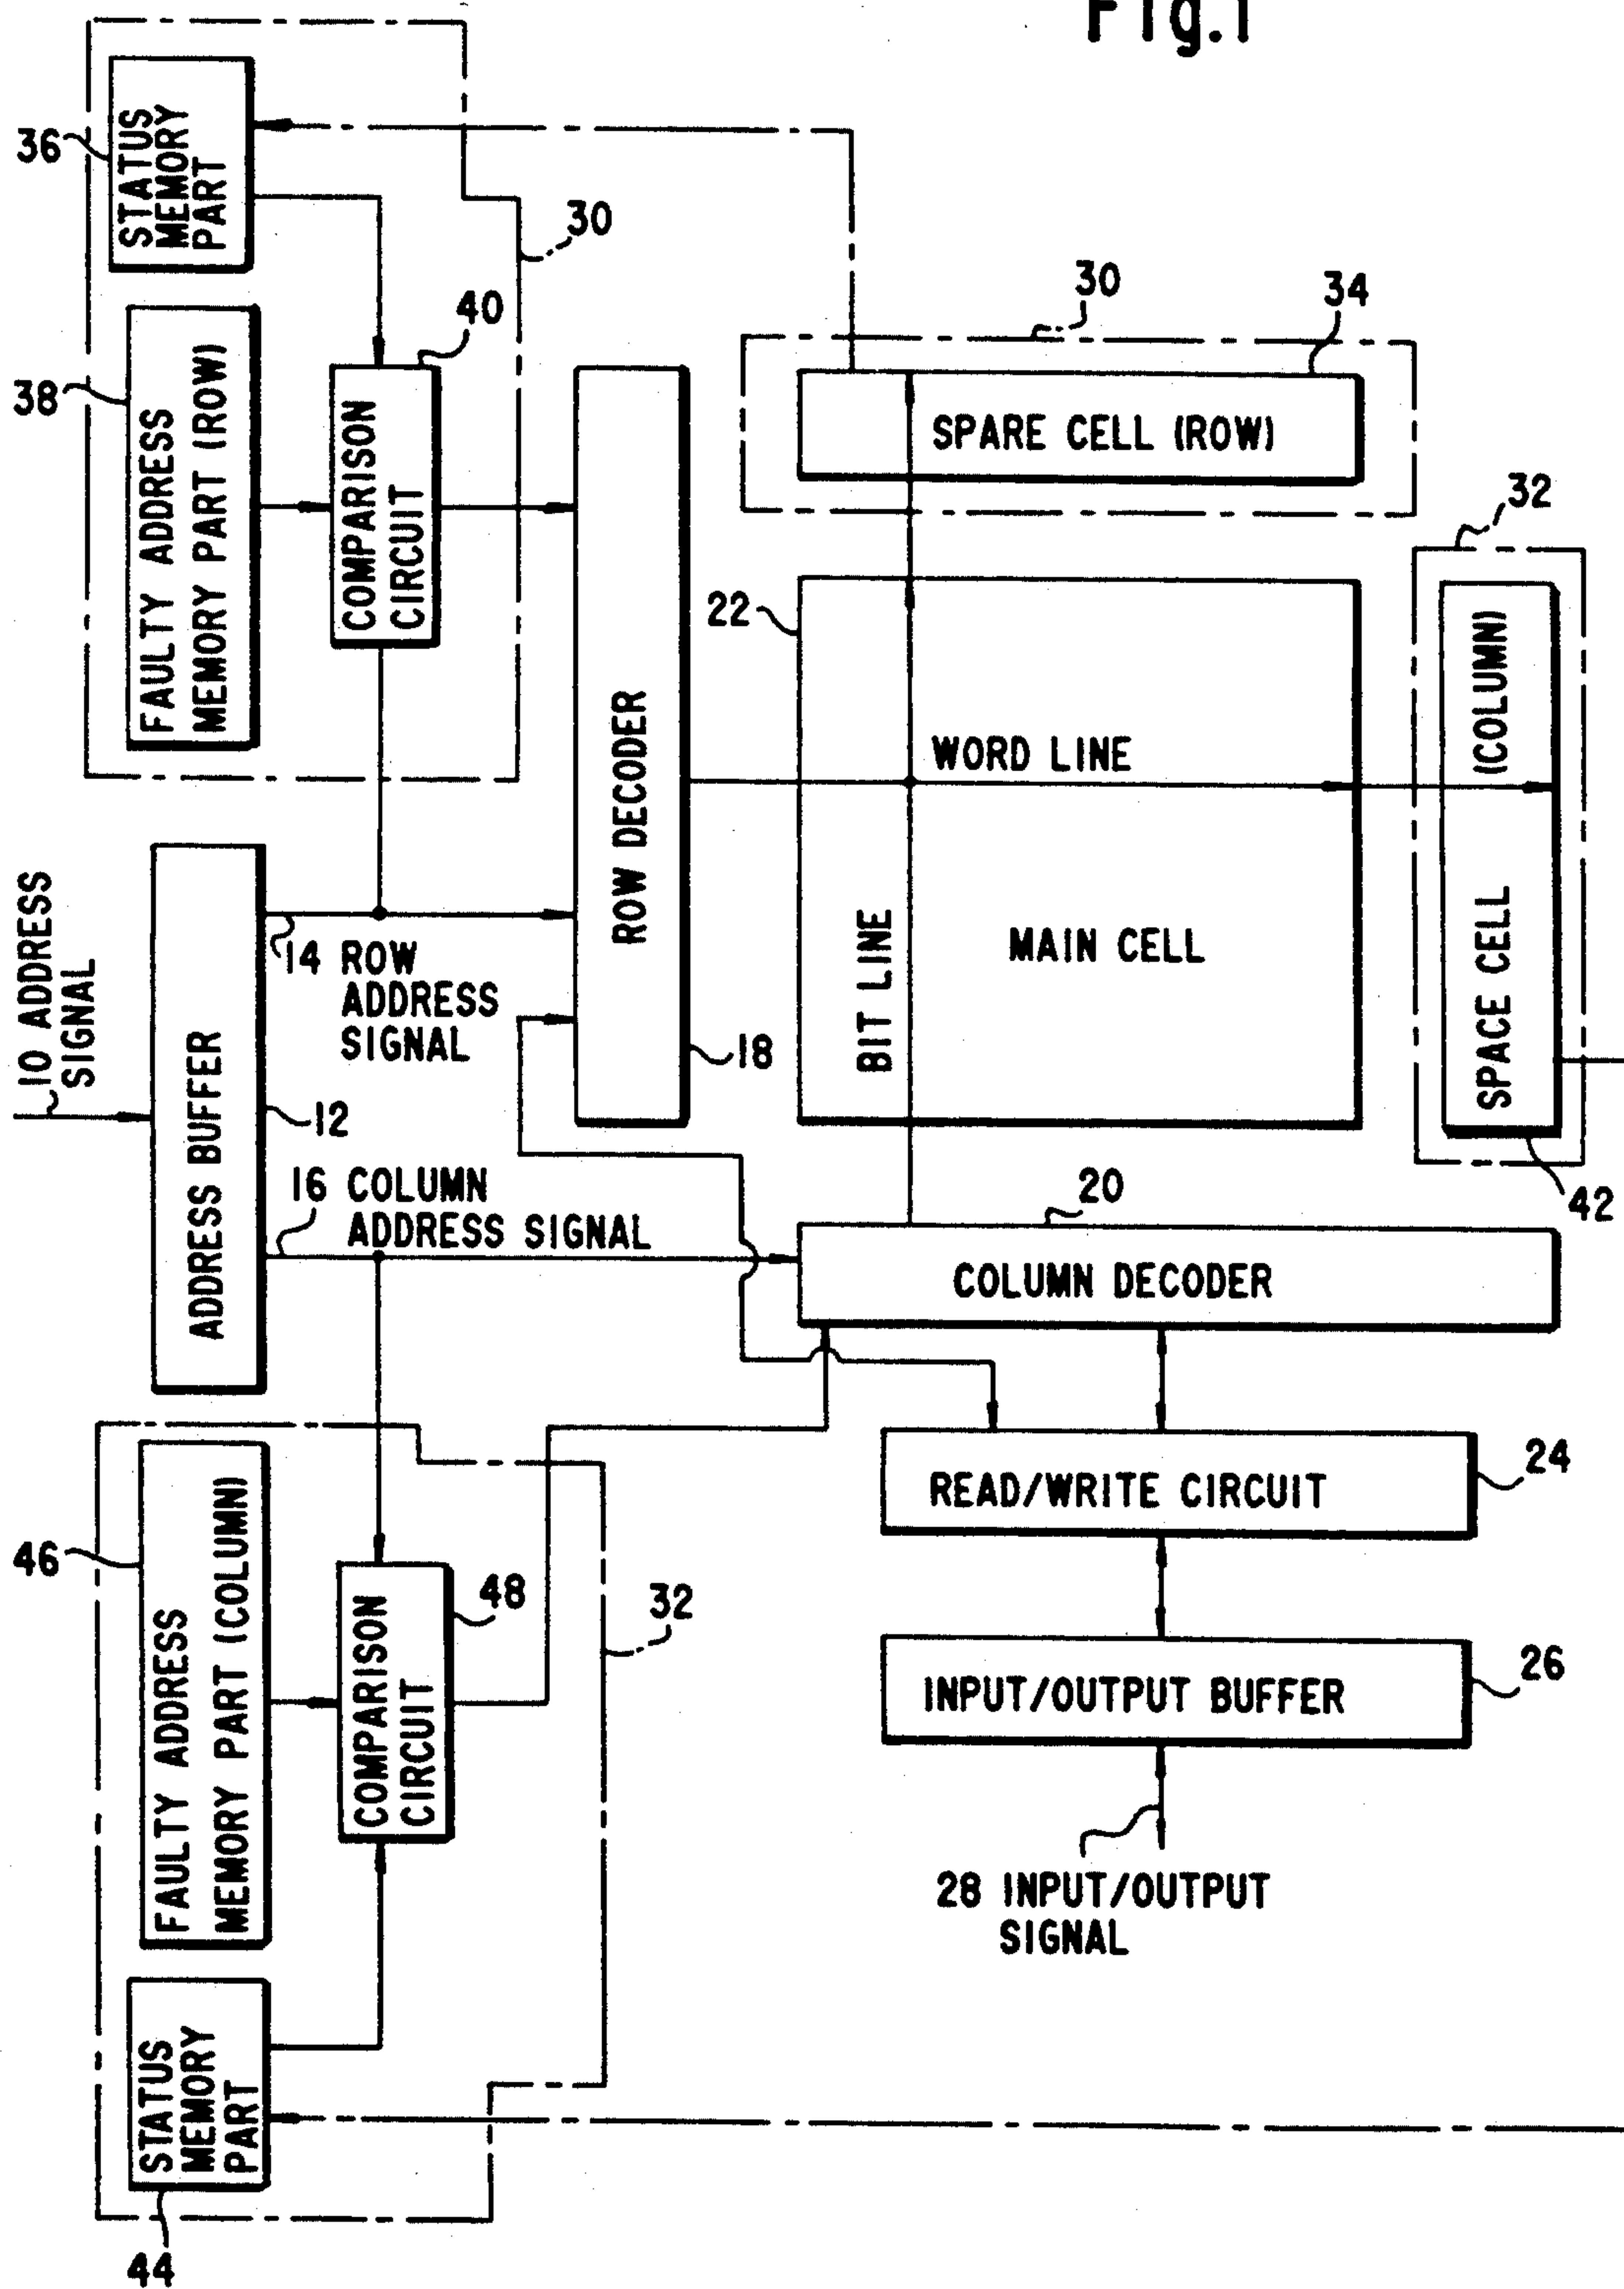 Fig.1
36
STATUS
MEMORY
PART
30
38
FAULTY ADDRESS
MEMORY PART (ROW)
40
COMPARISON
CIRCUIT
30
34
SPARE CELL (ROW)
32
22
ROW DECODER
18
WORD LINE
BIT LINE
MAIN CELL
SPACE CELL (COLUMN)
42
10 ADDRESS
SIGNAL
ADDRESS BUFFER
12
14 ROW
ADDRESS
SIGNAL
16 COLUMN
ADDRESS SIGNAL
20
COLUMN DECODER
READ/WRITE CIRCUIT
24
46
FAULTY ADDRESS
MEMORY PART (COLUMN)
COMPARISON
CIRCUIT
48
32
INPUT/OUTPUT BUFFER
26
28 INPUT/OUTPUT
SIGNAL
STATUS
MEMORY
PART
44